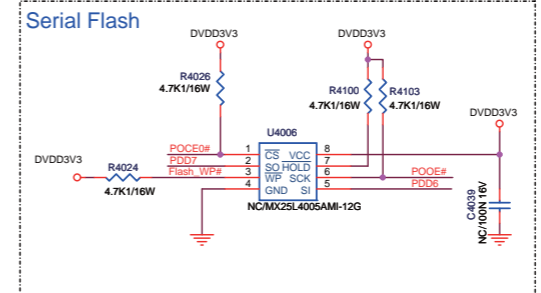 Serial Flash
DVDD3V3
DVDD3V3
R4026
4.7K1/16W
R4100
R4103
4.7K1/16W
4.7K1/16W
DVDD3V3
U4006
POCE0#
1
CS
VCC
8
PDD7
2
SO
HOLD
7
Flash_WP#
3
WP
SCK
6
POOE#
4
GND
SI
5
PDD6
DVDD3V3
R4024
4.7K1/16W
NC/MX25L4005AMI-12G
C4039
NC/100N 16V